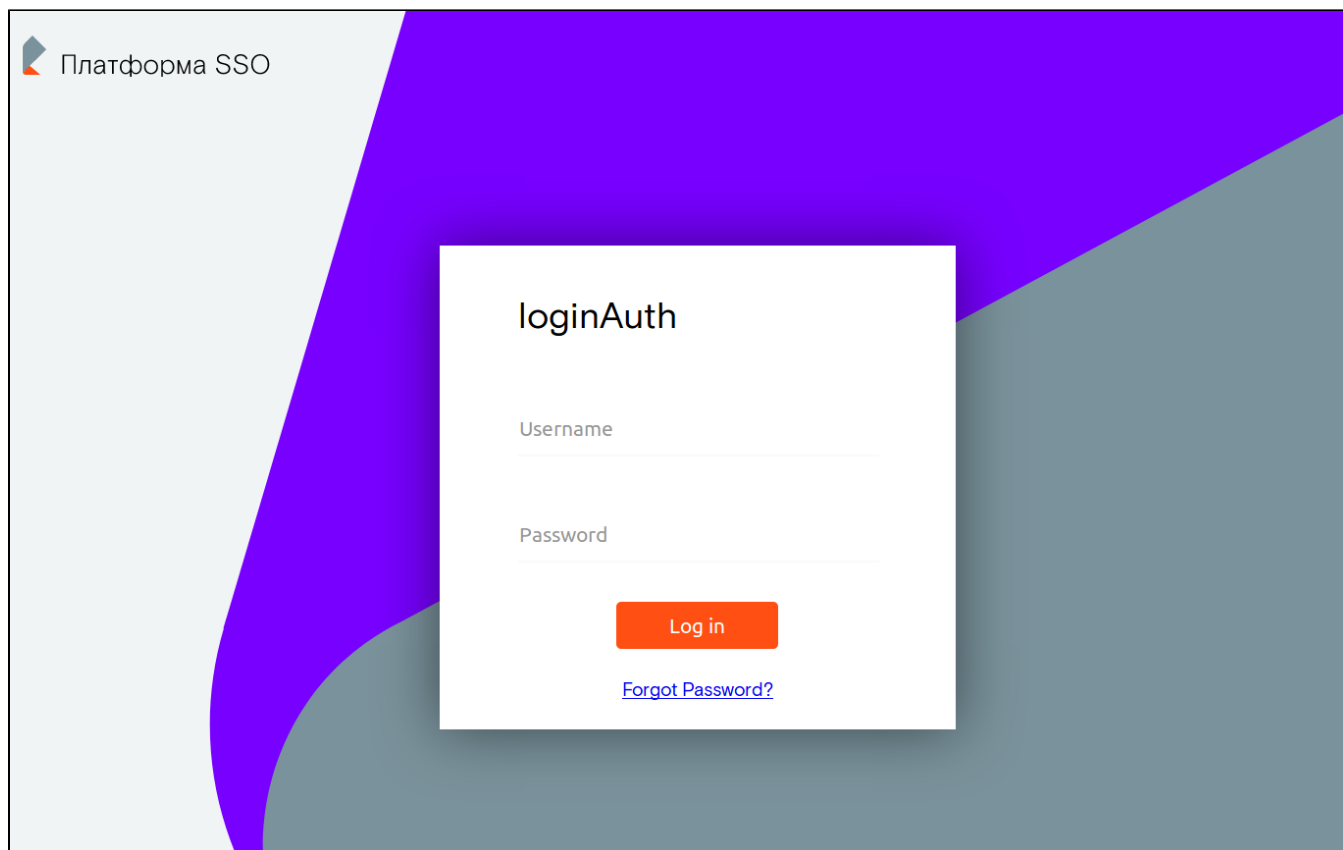 Платформа SSO
loginAuth
Username
Password
Log in
Forgot Password?